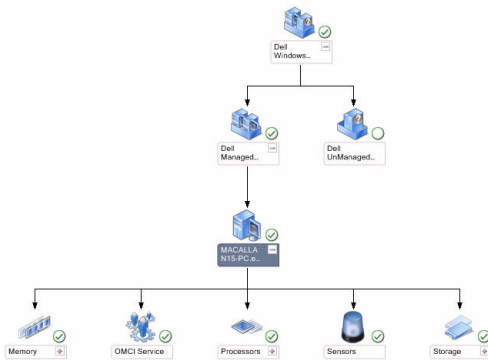 Dell
Windows..
Dell
Managed..
Dell
UnManaged..
MACALLA
N15-PC.e..
Memory
OMCI Service
Processors
Sensors
Storage